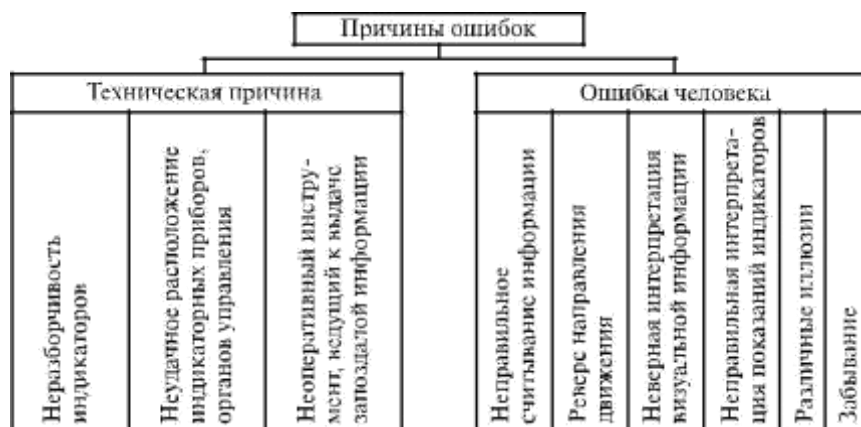 Причины ошибок
Техническая причина
Ошибка человека
Неразборчивость
индикаторов
Неудачное расположение
индикаторных приборов,
органов управления
Неоперативный инстру-
мент, ведущий к выдаче
запоздалой информации
Неправильное
считывание информации
Реверс направления
движения
Неверная интерпретация
визуальной информации
Неправильная интерпрета-
ция показаний индикаторов
Различные иллюзии
Забывание